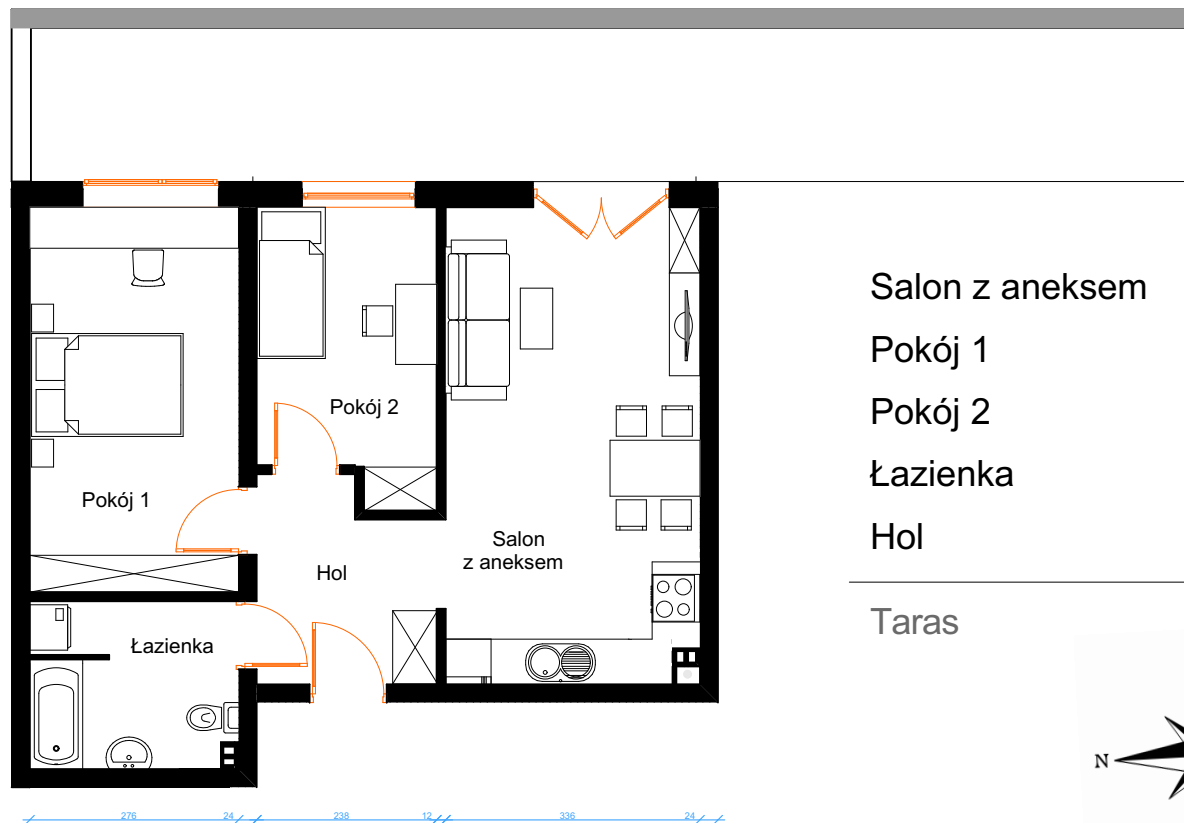 Pokój 2
Pokój 1
Salon
z aneksem
Hol
Łazienka
276
24
238
12
336
24
Salon z aneksem
Pokój 1
Pokój 2
Łazienka
Hol
Taras
N